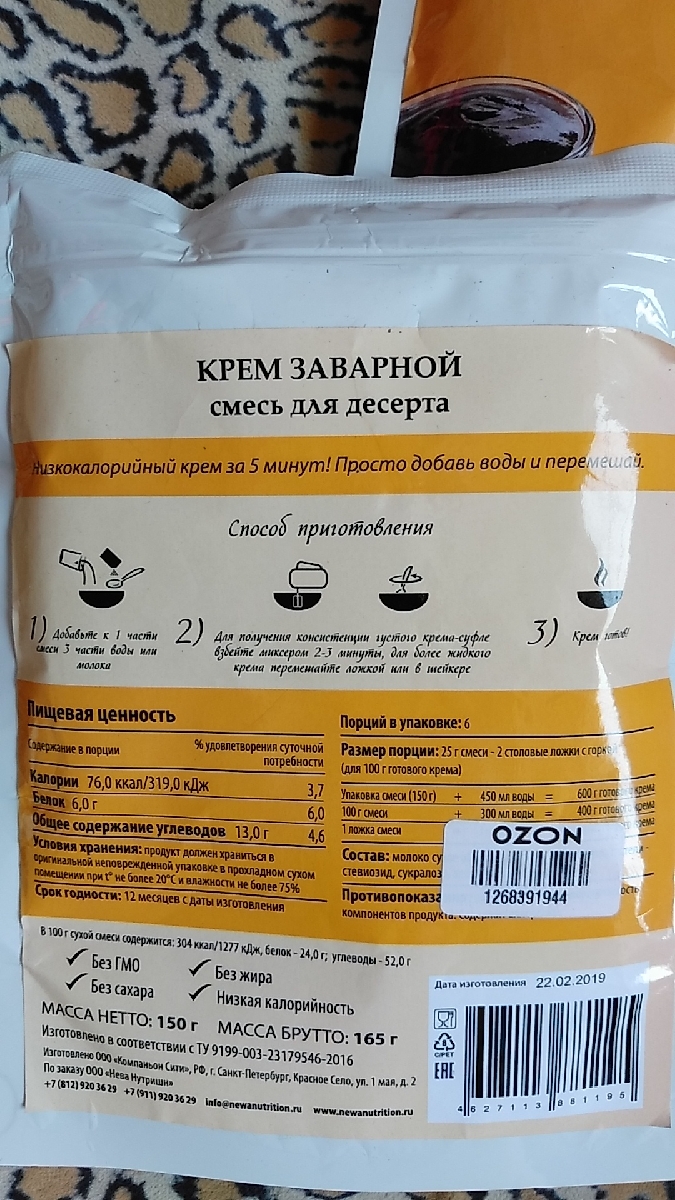 КРЕМ ЗАВАРНОЙ
смесь для десерта
Низкокалорийный крем за 5 минут! Просто добавь воды и перемешай.
Способ приготовления
1) Добавьте к 1 части
смеси 3 части воды или
молока
2) Для получения консистенции густого крема-суфле
взбейте миксером 2-3 минуты, для более жидкого
крема перемешайте ложкой или в шейкере
3) Крем готов!
Пищевая ценность
Содержание в порции % удовлетворения суточной
потребности
Калории 76,0 ккал/319,0 кДж 3,7
Белок 6,0 г 6,0
Общее содержание углеводов 13,0 г 4,6
Условия хранения: продукт должен храниться в
оригинальной неповрежденной упаковке в прохладном сухом
помещении при t° не более 20°С и влажности не более 75%
Срок годности: 12 месяцев с даты изготовления
Порций в упаковке: 6
Размер порции: 25 г смеси - 2 столовые ложки с горкой
(для 100 г готового крема)
Упаковка смеси (150 г) + 450 мл воды = 600 г готового крема
100 г смеси + 300 мл воды = 400 г готового крема
1 ложка смеси крема
Состав: молоко
стевиозид,
компонентов продукта.
OZON
1268391944
В 100 г сухой смеси содержится: 304 ккал/1277 кДж, белок - 24,0 г; углеводы - 52,0 г
Без ГМО
Без жира
Без сахара
Низкая калорийность
МАССА НЕТТО: 150 г МАССА БРУТТО: 165 г
Изготовлено в соответствии с ТУ 9199-003-23179546-2016
Изготовлено ООО «Компаньон Сити», РФ, г. Санкт-Петербург, Красное Село, ул. 1 мая, д. 2
По заказу ООО «Нева Нутришн»
+7 (812) 920 36 29 +7 (911) 920 36 29 info@newanutrition.ru www.newanutrition.ru
Дата изготовления 22.02.2019
C/PET
EAC
4 627113 881195